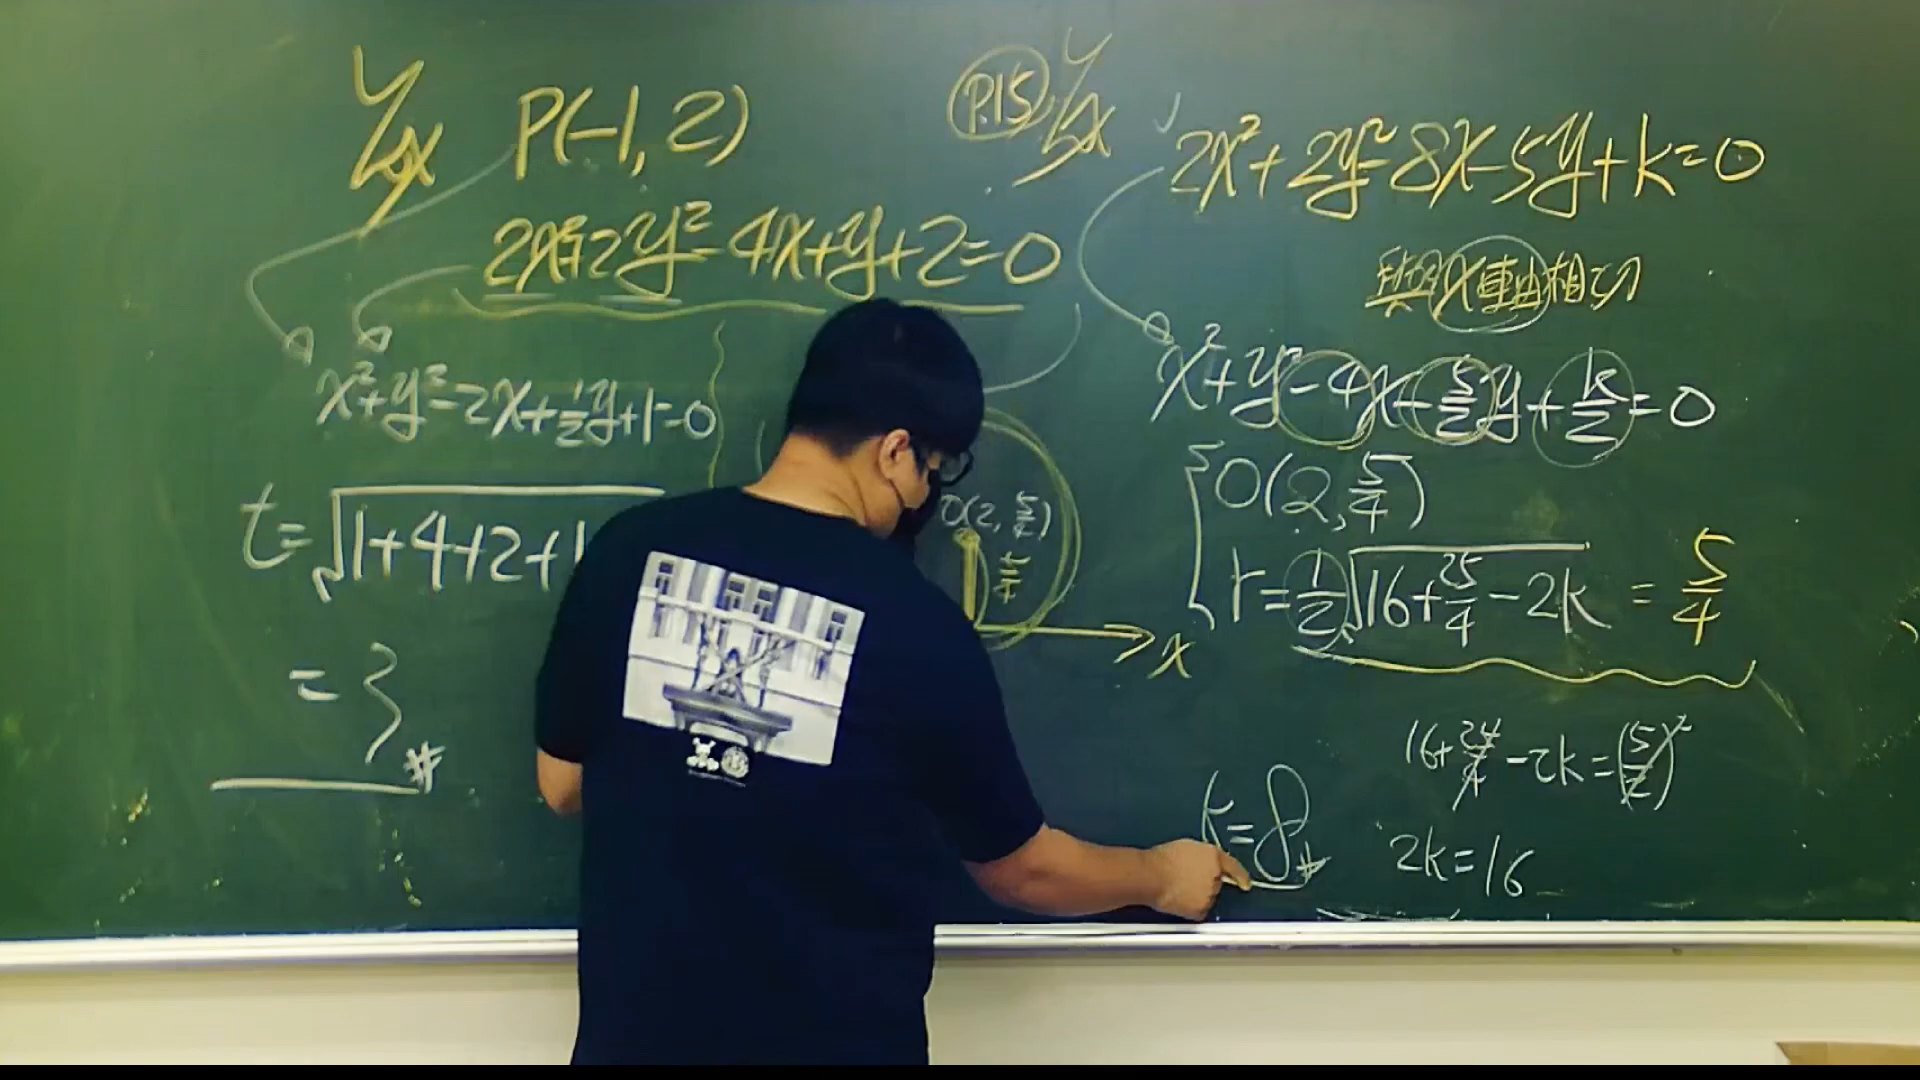 P(-1, 2)
2x²+2y²-4x+y+2=0
x²+y²-2x+½y+1=0
t=√1+4+2+1
=3#
P.15
2x²+2y²-8x-5y+k=0
與x軸相切
x²+y²-4x+5/2y+k/2=0
O(2, 5/4)
r=½√16+25/4-2k = 5/4
O(2, 5/4)
5/4
x
-2k=(5/2)²
2k=16
k=8#